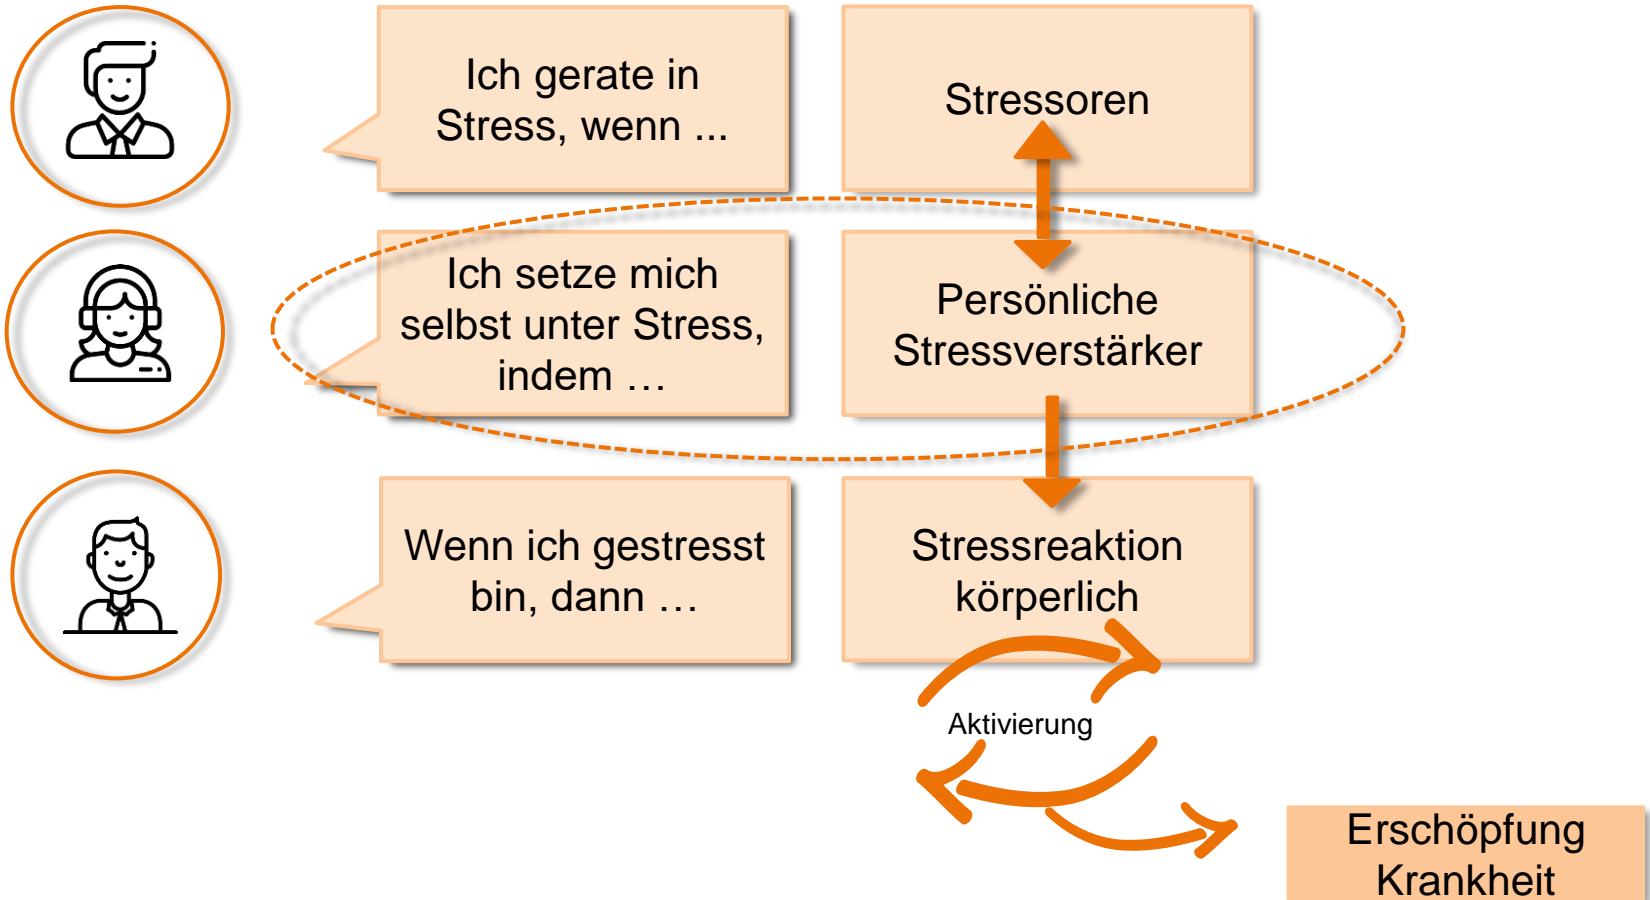 Ich gerate in
Stress, wenn ...
Stressoren
Ich setze mich
selbst unter Stress,
indem …
Persönliche
Stressverstärker
Wenn ich gestresst
bin, dann …
Stressreaktion
körperlich
Aktivierung
Erschöpfung
Krankheit